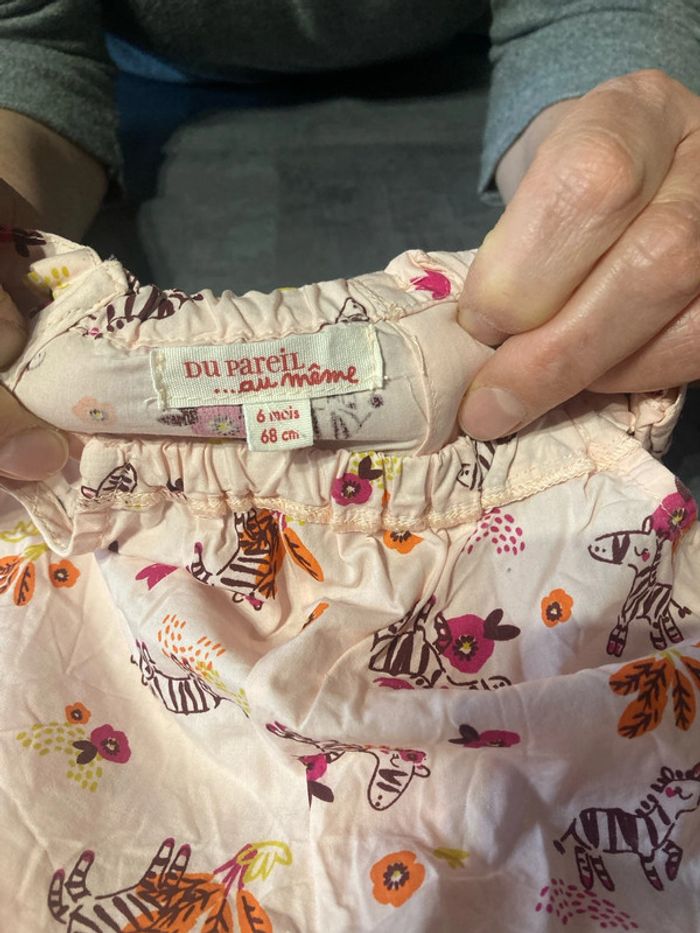 DU PAREIL
...au même
6 mois
68 cm